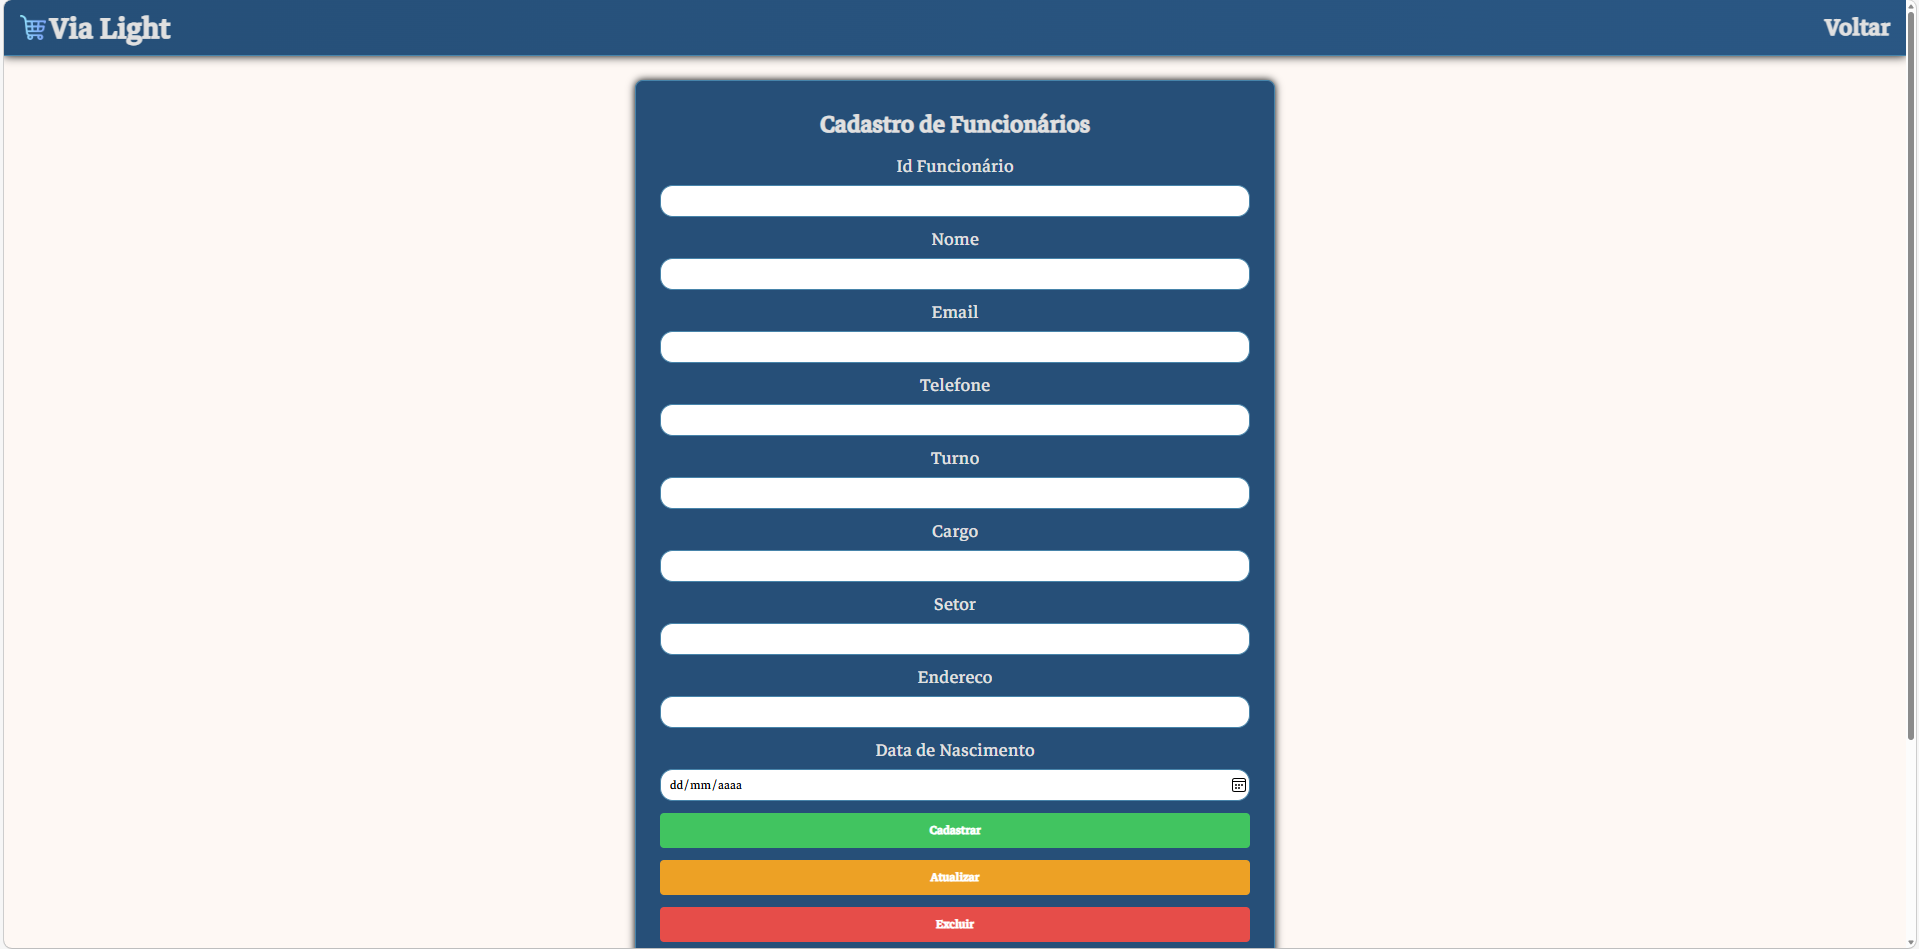 Via Light
Voltar
Cadastro de Funcionários
Id Funcionário
Nome
Email
Telefone
Turno
Cargo
Setor
Endereco
Data de Nascimento
dd/mm/aaaa
Cadastrar
Atualizar
Excluir